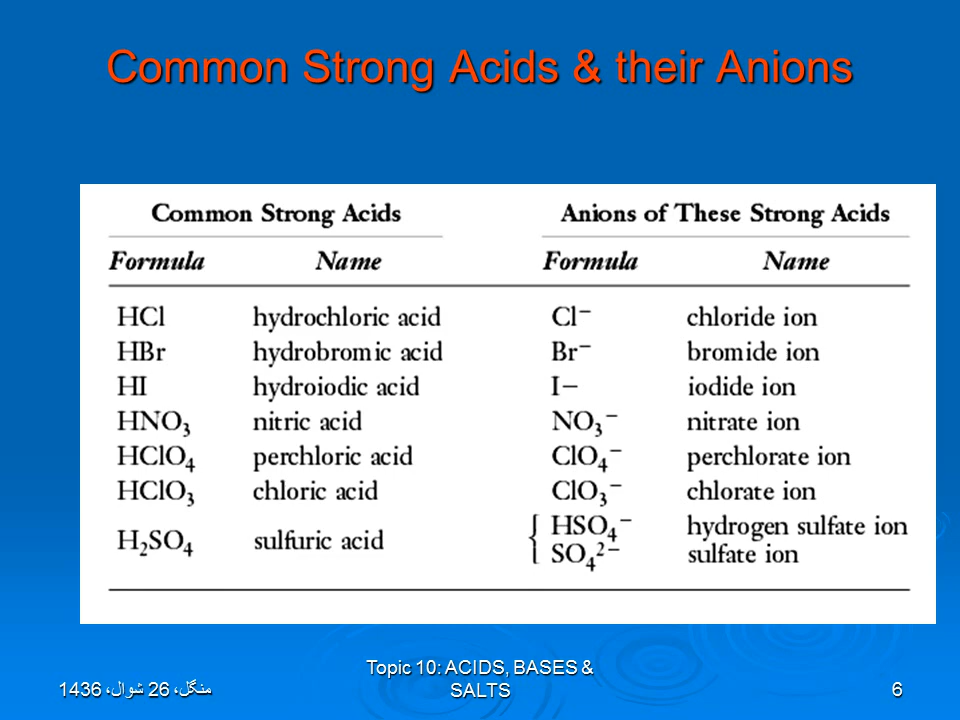 Common Strong Acids & their Anions
Common Strong Acids Anions of These Strong Acids
Formula Name Formula Name
HCl hydrochloric acid Cl⁻ chloride ion
HBr hydrobromic acid Br⁻ bromide ion
HI hydroiodic acid I− iodide ion
HNO₃ nitric acid NO₃⁻ nitrate ion
HClO₄ perchloric acid ClO₄⁻ perchlorate ion
HClO₃ chloric acid ClO₃⁻ chlorate ion
H₂SO₄ sulfuric acid { HSO₄⁻ hydrogen sulfate ion
SO₄²⁻ sulfate ion
منگل، 26 شوال، 1436
Topic 10: ACIDS, BASES &
SALTS
6